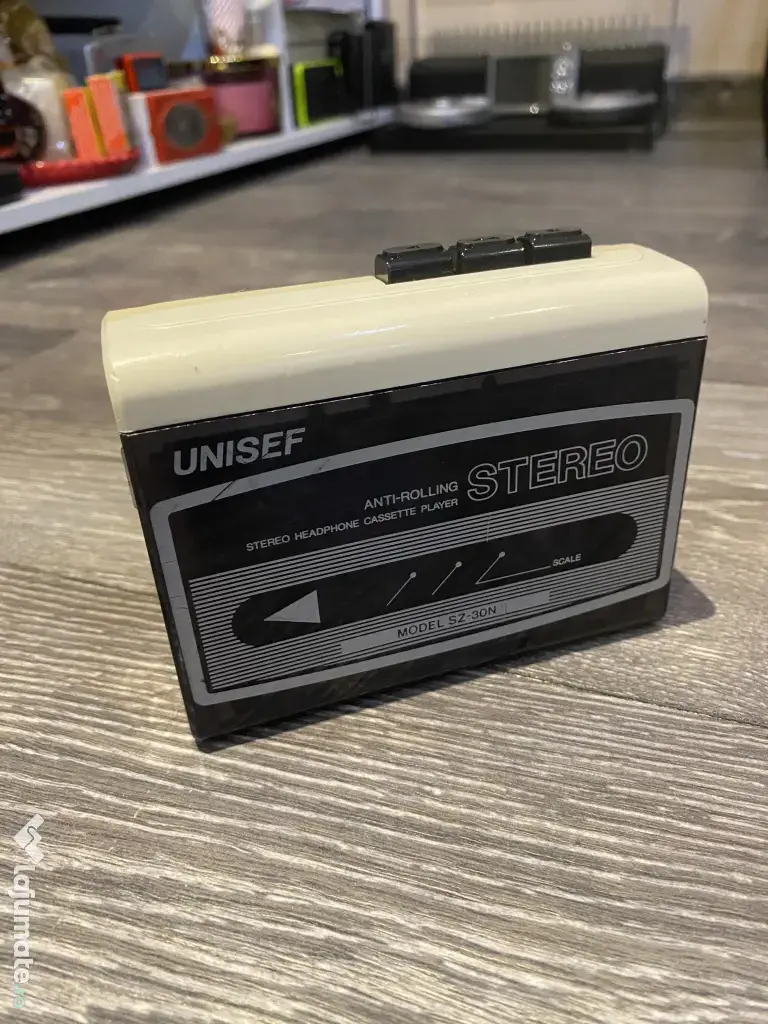 UNISEF
ANTI-ROLLING STEREO
STEREO HEADPHONE CASSETTE PLAYER
SCALE
MODEL SZ-30N
Lajumate.ro